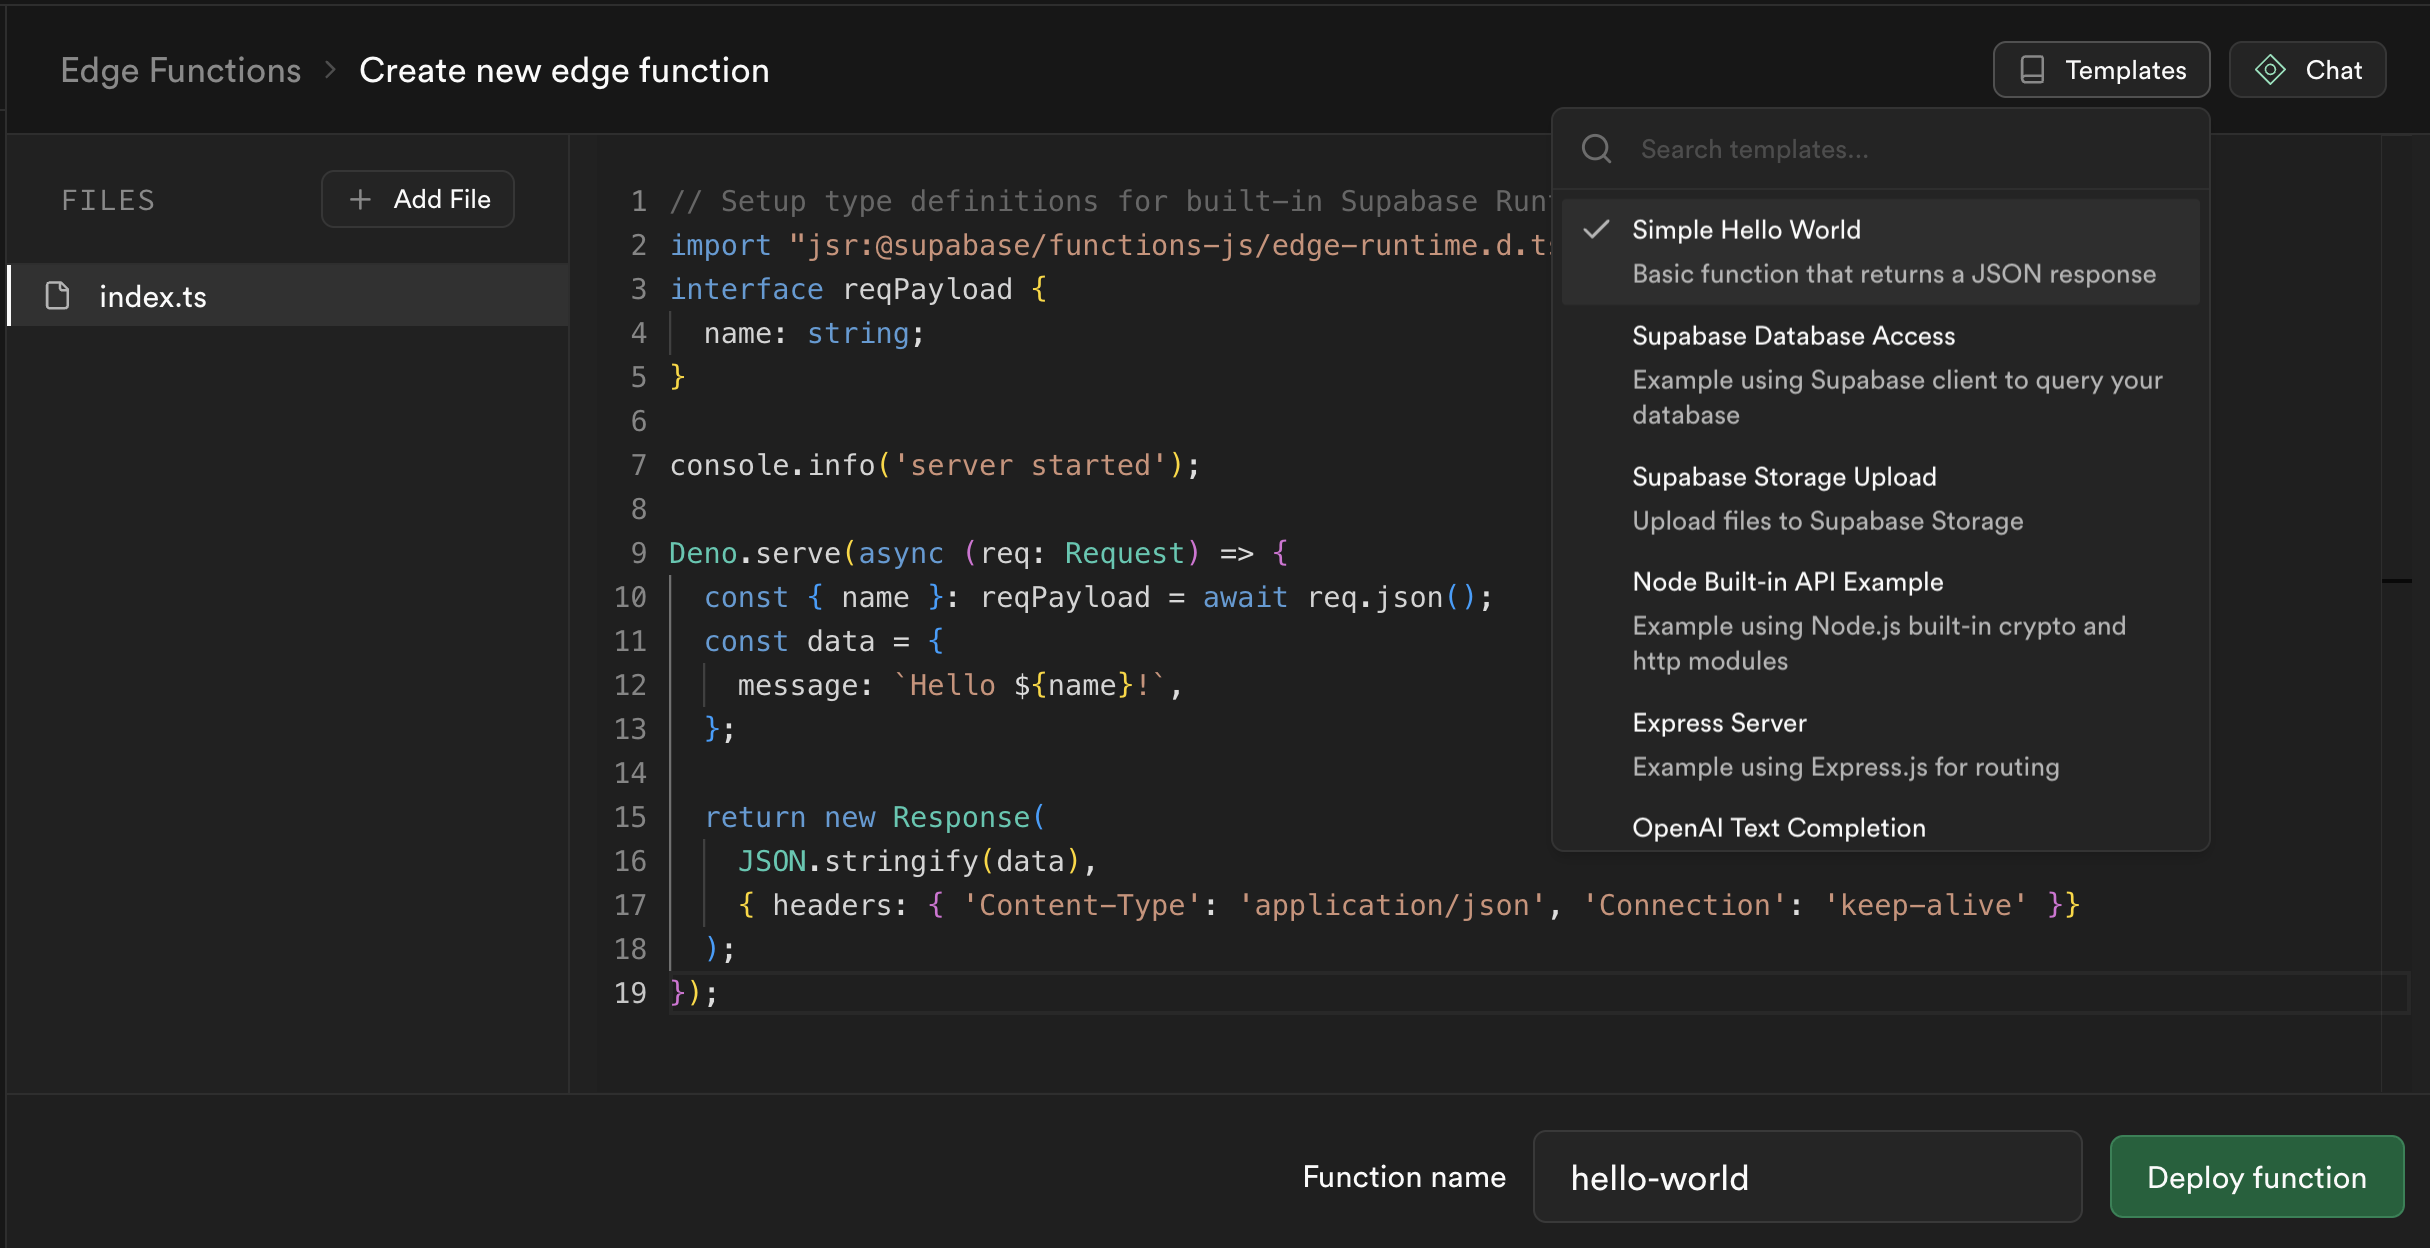 Edge Functions > Create new edge function
Templates
Chat
FILES
+ Add File
index.ts
Search templates...
Simple Hello World
Basic function that returns a JSON response
Supabase Database Access
Example using Supabase client to query your
database
Supabase Storage Upload
Upload files to Supabase Storage
Node Built-in API Example
Example using Node.js built-in crypto and
http modules
Express Server
Example using Express.js for routing
OpenAI Text Completion
1 // Setup type definitions for built-in Supabase
2 import "jsr:@supabase/functions-js/edge-runtime.d.ts
3 interface reqPayload {
4 name: string;
5 }
6
7 console.info('server started');
8
9 Deno.serve(async (req: Request) => {
10 const { name }: reqPayload = await req.json();
11 const data = {
12 message: `Hello ${name}!`,
13 };
14
15 return new Response(
16 JSON.stringify(data),
17 { headers: { 'Content-Type': 'application/json', 'Connection': 'keep-alive' }}
18 );
19 });
Function name
hello-world
Deploy function